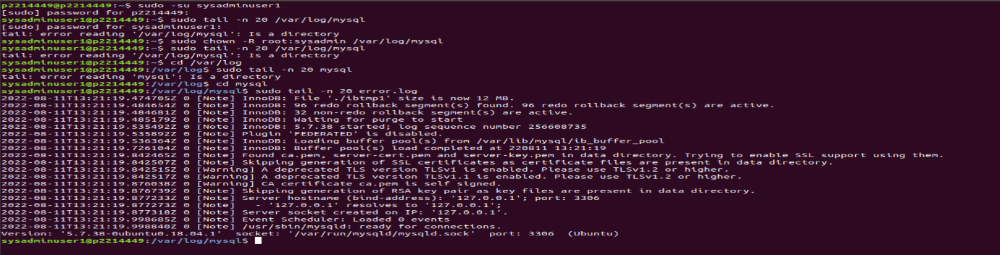 p2214449@p2214449:~$ sudo -su sysadminuser1
[sudo] password for p2214449:
sysadminuser1@p2214449:~$ sudo tail -n 20 /var/log/mysql
[sudo] password for sysadminuser1:
tail: error reading '/var/log/mysql': Is a directory
sysadminuser1@p2214449:~$ sudo chown -R root:sysadmin /var/log/mysql
sysadminuser1@p2214449:~$ sudo tail -n 20 /var/log/mysql
tail: error reading '/var/log/mysql': Is a directory
sysadminuser1@p2214449:~$ cd /var/log
sysadminuser1@p2214449:/var/log$ sudo tail -n 20 mysql
tail: error reading 'mysql': Is a directory
sysadminuser1@p2214449:/var/log$ cd mysql
sysadminuser1@p2214449:/var/log/mysql$ sudo tail -n 20 error.log
2022-08-11T13:21:19.474705Z 0 [Note] InnoDB: File './ibtmp1' size is now 12 MB.
2022-08-11T13:21:19.484654Z 0 [Note] InnoDB: 96 redo rollback segment(s) found. 96 redo rollback segment(s) are active.
2022-08-11T13:21:19.484681Z 0 [Note] InnoDB: 32 non-redo rollback segment(s) are active.
2022-08-11T13:21:19.485179Z 0 [Note] InnoDB: Waiting for purge to start
2022-08-11T13:21:19.535492Z 0 [Note] InnoDB: 5.7.38 started; log sequence number 256608735
2022-08-11T13:21:19.535892Z 0 [Note] Plugin 'FEDERATED' is disabled.
2022-08-11T13:21:19.536364Z 0 [Note] InnoDB: Loading buffer pool(s) from /var/lib/mysql/ib_buffer_pool
2022-08-11T13:21:19.726104Z 0 [Note] InnoDB: Buffer pool(s) load completed at 220811 13:21:19
2022-08-11T13:21:19.842465Z 0 [Note] Found ca.pem, server-cert.pem and server-key.pem in data directory. Trying to enable SSL support using them.
2022-08-11T13:21:19.842507Z 0 [Note] Skipping generation of SSL certificates as certificate files are present in data directory.
2022-08-11T13:21:19.842515Z 0 [Warning] A deprecated TLS version TLSv1 is enabled. Please use TLSv1.2 or higher.
2022-08-11T13:21:19.842517Z 0 [Warning] A deprecated TLS version TLSv1.1 is enabled. Please use TLSv1.2 or higher.
2022-08-11T13:21:19.876038Z 0 [Warning] CA certificate ca.pem is self signed.
2022-08-11T13:21:19.876739Z 0 [Note] Skipping generation of RSA key pair as key files are present in data directory.
2022-08-11T13:21:19.877233Z 0 [Note] Server hostname (bind-address): '127.0.0.1'; port: 3306
2022-08-11T13:21:19.877273Z 0 [Note]   - '127.0.0.1' resolves to '127.0.0.1';
2022-08-11T13:21:19.877318Z 0 [Note] Server socket created on IP: '127.0.0.1'.
2022-08-11T13:21:19.998685Z 0 [Note] Event Scheduler: Loaded 0 events
2022-08-11T13:21:19.998840Z 0 [Note] /usr/sbin/mysqld: ready for connections.
Version: '5.7.38-0ubuntu0.18.04.1'  socket: '/var/run/mysqld/mysqld.sock'  port: 3306  (Ubuntu)
sysadminuser1@p2214449:/var/log/mysql$